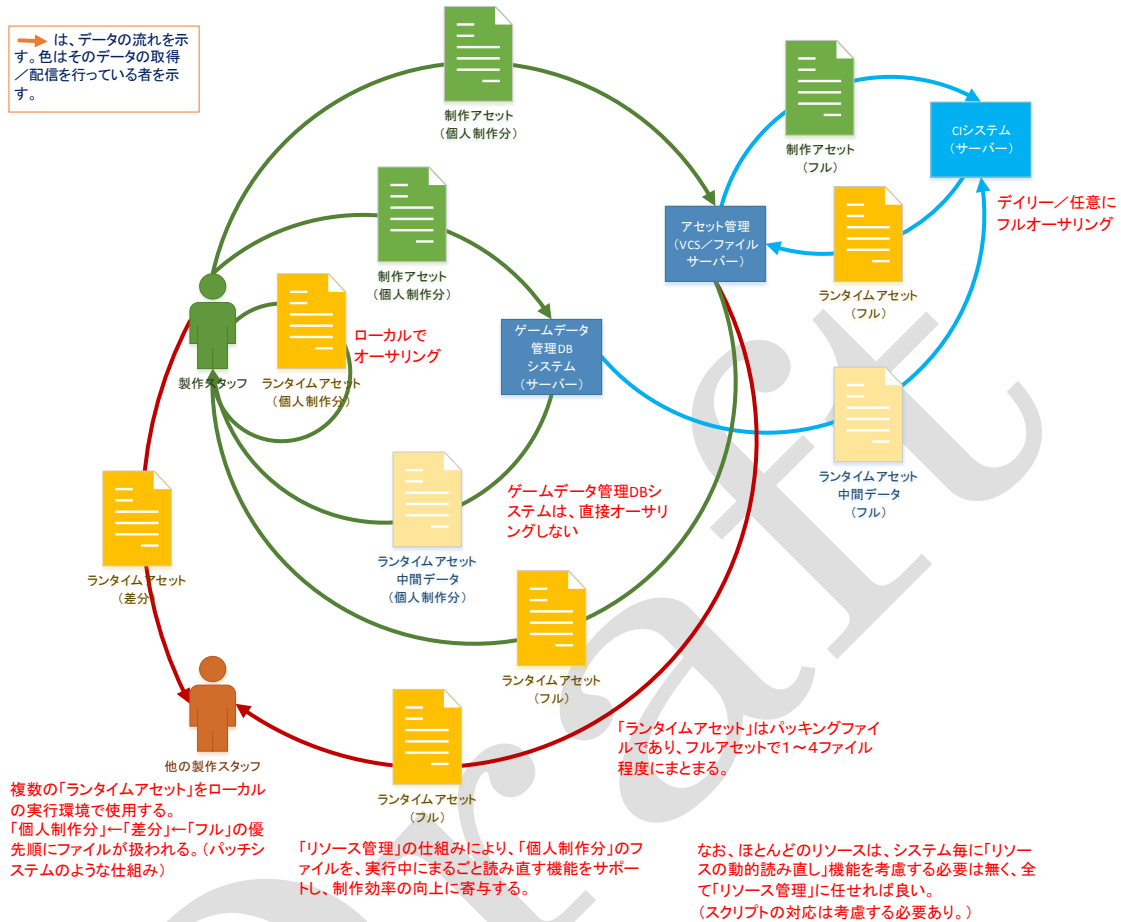 は、データの流れを示
す。色はそのデータの取得
／配信を行っている者を示
す。
制作アセット
（個人制作分）
制作アセット
（フル）
CIシステム
（サーバー）
デイリー／任意に
フルオーサリング
制作アセット
（個人制作分）
アセット管理
（VCS／ファイル
サーバー）
ランタイムアセット
（フル）
製作スタッフ
ランタイムアセット
（個人制作分）
ローカルで
オーサリング
ゲームデータ
管理DB
システム
（サーバー）
ランタイムアセット
中間データ
（フル）
ゲームデータ管理DBシ
ステムは、直接オーサリ
ングしない
ランタイムアセット
中間データ
（個人制作分）
ランタイムアセット
（差分）
ランタイムアセット
（フル）
他の製作スタッフ
ランタイムアセット
（フル）
「ランタイムアセット」はパッキングファイ
ルであり、フルアセットで１～４ファイル
程度にまとまる。
複数の「ランタイムアセット」をローカル
の実行環境で使用する。
「個人制作分」←「差分」←「フル」の優
先順にファイルが扱われる。（パッチシ
ステムのような仕組み）
「リソース管理」の仕組みにより、「個人制作分」のフ
ァイルを、実行中にまるごと読み直す機能をサポー
トし、制作効率の向上に寄与する。
なお、ほとんどのリソースは、システム毎に「リソー
スの動的読み直し」機能を考慮する必要は無く、全
て「リソース管理」に任せれば良い。
（スクリプトの対応は考慮する必要あり。）
Draft